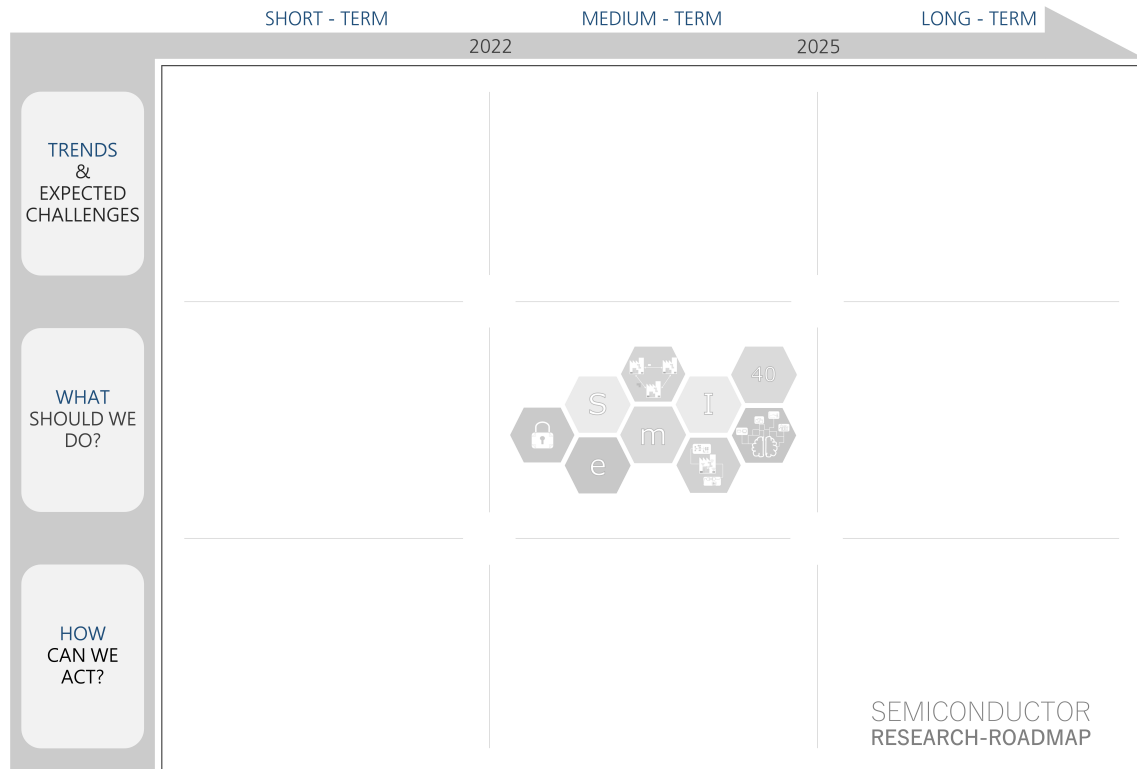 SHORT - TERM
MEDIUM - TERM
LONG - TERM
2022
2025
TRENDS
&
EXPECTED
CHALLENGES
WHAT
SHOULD WE
DO?
S
I
40
e
m
HOW
CAN WE
ACT?
SEMICONDUCTOR
RESEARCH-ROADMAP